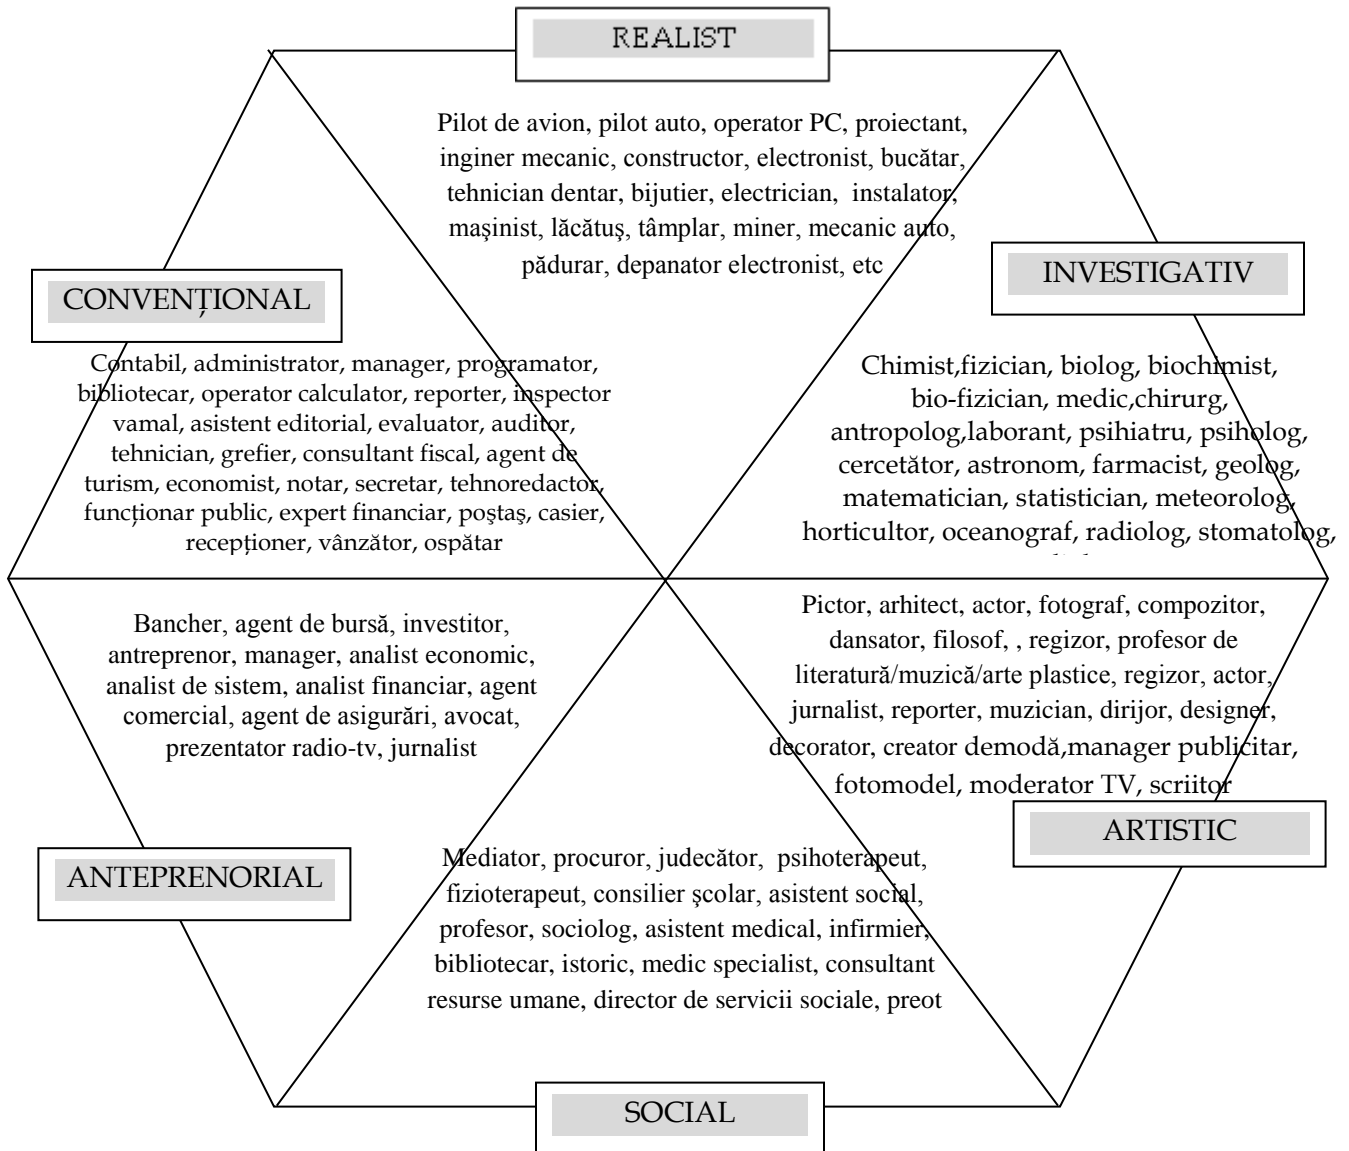 REALIST
Pilot de avion, pilot auto, operator PC, proiectant,
inginer mecanic, constructor, electronist, bucătar,
tehnician dentar, bijutier, electrician, instalator,
maşinist, lăcătuş, tâmplar, miner, mecanic auto,
pădurar, depanator electronist, etc
CONVENȚIONAL
Contabil, administrator, manager, programator,
bibliotecar, operator calculator, reporter, inspector
vamal, asistent editorial, evaluator, auditor,
tehnician, grefier, consultant fiscal, agent de
turism, economist, notar, secretar, tehnoredactor,
funcționar public, expert financiar, poştaş, casier,
recepționer, vânzător, ospătar
INVESTIGATIV
Chimist,fizician, biolog, biochimist,
bio-fizician, medic,chirurg,
antropolog,laborant, psihiatru, psiholog,
cercetător, astronom, farmacist, geolog,
matematician, statistician, meteorolog,
horticultor, oceanograf, radiolog, stomatolog,
Bancher, agent de bursă, investitor,
antreprenor, manager, analist economic,
analist de sistem, analist financiar, agent
comercial, agent de asigurări, avocat,
prezentator radio-tv, jurnalist
ANTEPRENORIAL
Pictor, arhitect, actor, fotograf, compozitor,
dansator, filosof, , regizor, profesor de
literatură/muzică/arte plastice, regizor, actor,
jurnalist, reporter, muzician, dirijor, designer,
decorator, creator demodă,manager publicitar,
fotomodel, moderator TV, scriitor
ARTISTIC
Mediator, procuror, judecător, psihoterapeut,
fizioterapeut, consilier şcolar, asistent social,
profesor, sociolog, asistent medical, infirmier,
bibliotecar, istoric, medic specialist, consultant
resurse umane, director de servicii sociale, preot
SOCIAL